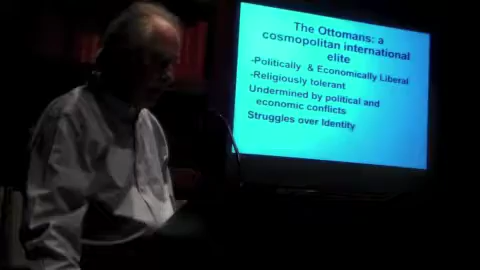 The Ottomans: a
cosmopolitan international
elite
-Politically & Economically Liberal
-Religiously tolerant
Undermined by political and
economic conflicts
Struggles over Identity